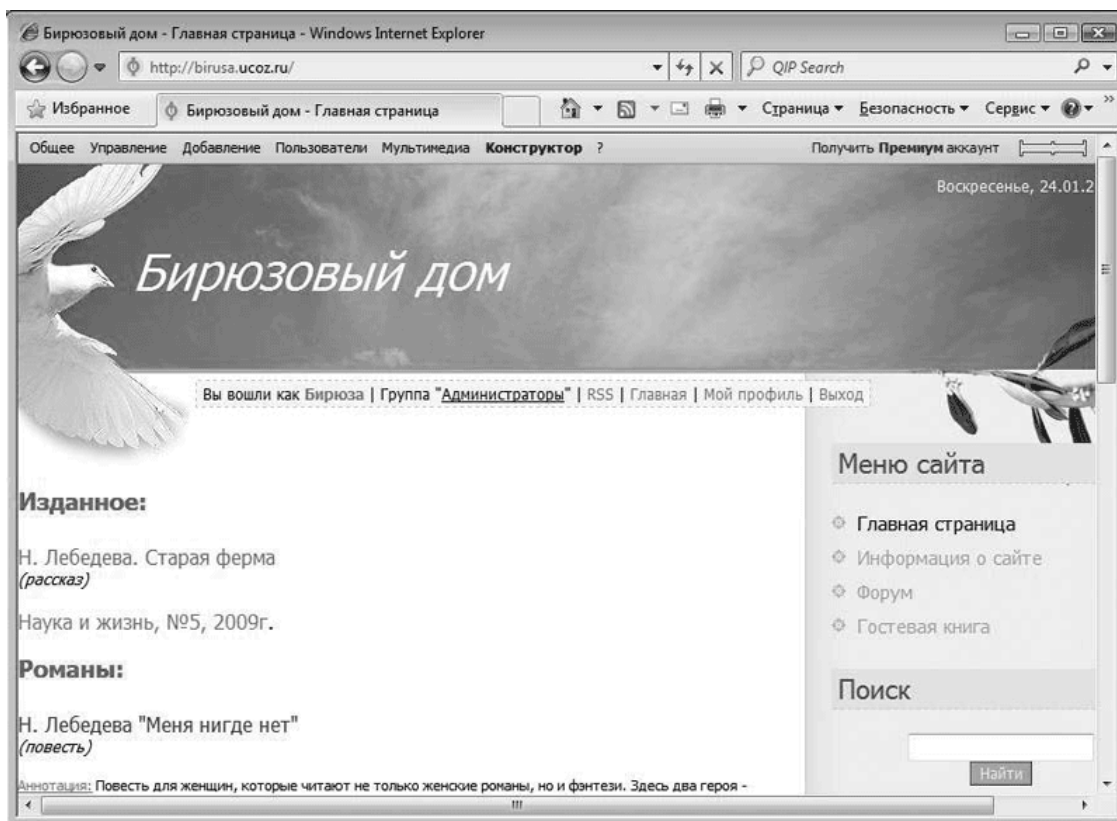 Бирюзовый дом - Главная страница - Windows Internet Explorer
http://birusa.ucoz.ru/ QIP Search
Избранное Бирюзовый дом - Главная страница Страница Безопасность Сервис
Общее Управление Добавление Пользователи Мультимедиа Конструктор ? Получить Премиум аккаунт
Воскресенье, 24.01.2
Бирюзовый дом
Вы вошли как Бирюза | Группа "Администраторы" | RSS | Главная | Мой профиль | Выход
Изданное:
Н. Лебедева. Старая ферма
(рассказ)
Наука и жизнь, №5, 2009г.
Романы:
Н. Лебедева "Меня нигде нет"
(повесть)
Аннотация: Повесть для женщин, которые читают не только женские романы, но и фэнтези. Здесь два героя -
Меню сайта
Главная страница
Информация о сайте
Форум
Гостевая книга
Поиск
Найти